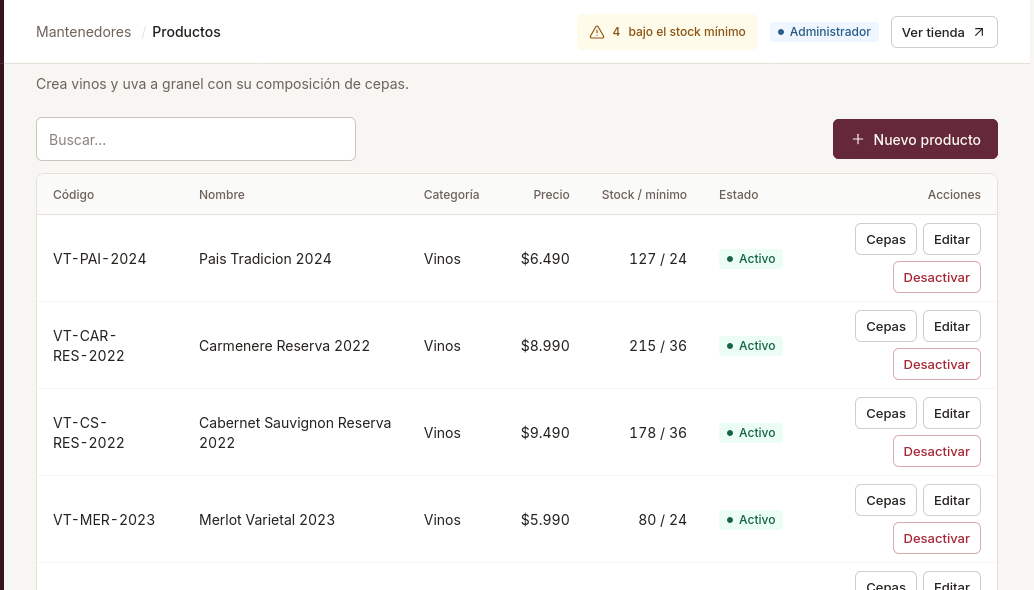 Mantenedores / Productos
4 bajo el stock mínimo
Administrador
Ver tienda
Crea vinos y uva a granel con su composición de cepas.
Buscar...
+ Nuevo producto
Código Nombre Categoría Precio Stock / mínimo Estado Acciones
VT-PAI-2024 Pais Tradicion 2024 Vinos $6.490 127 / 24 Activo Cepas Editar
Desactivar
VT-CAR-
RES-2022 Carmenere Reserva 2022 Vinos $8.990 215 / 36 Activo Cepas Editar
Desactivar
VT-CS-
RES-2022 Cabernet Sauvignon Reserva
2022 Vinos $9.490 178 / 36 Activo Cepas Editar
Desactivar
VT-MER-2023 Merlot Varietal 2023 Vinos $5.990 80 / 24 Activo Cepas Editar
Desactivar
Cepas Editar